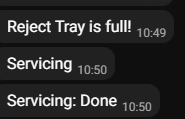 Reject Tray is full! 10:49
Servicing 10:50
Servicing: Done 10:50